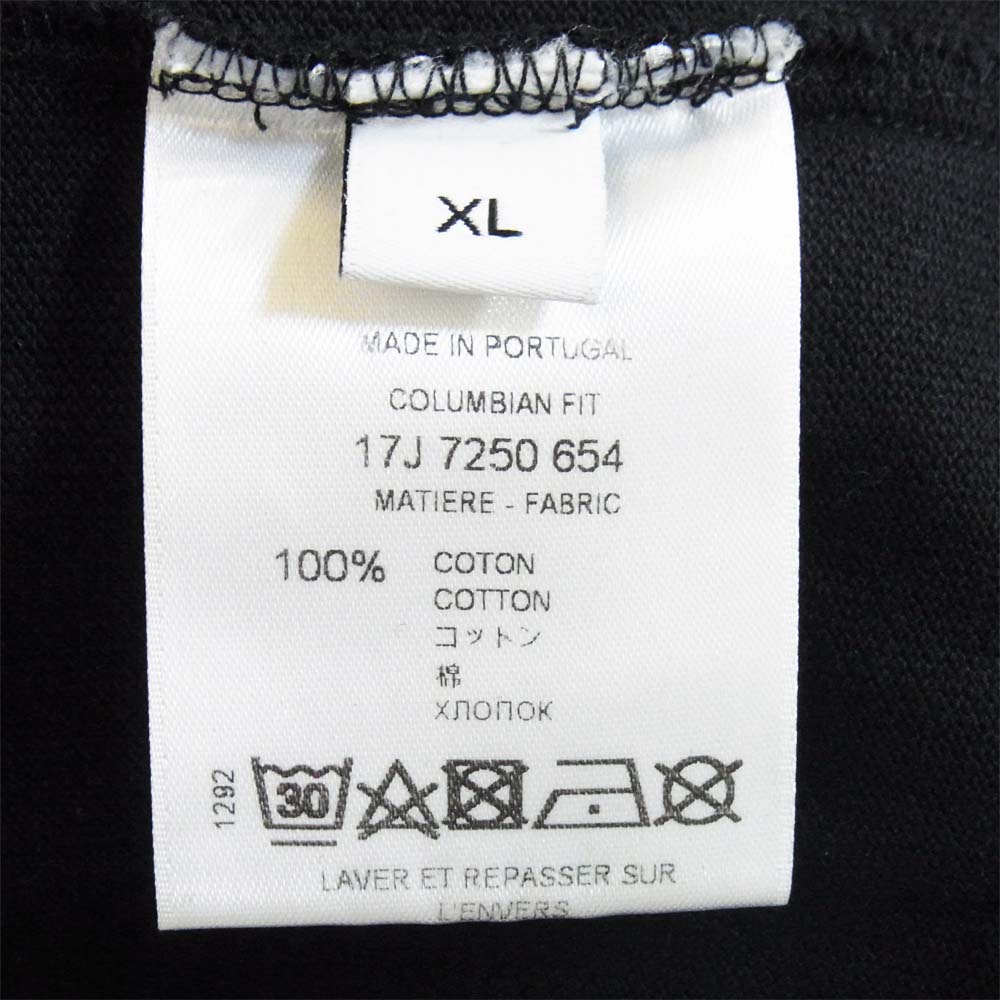 XL
MADE IN PORTUGAL
COLUMBIAN FIT
17J 7250 654
MATIERE - FABRIC
100% COTON
COTTON
コットン
棉
ХЛОПОК
1292
30
LAVER ET REPASSER SUR
L'ENVERS